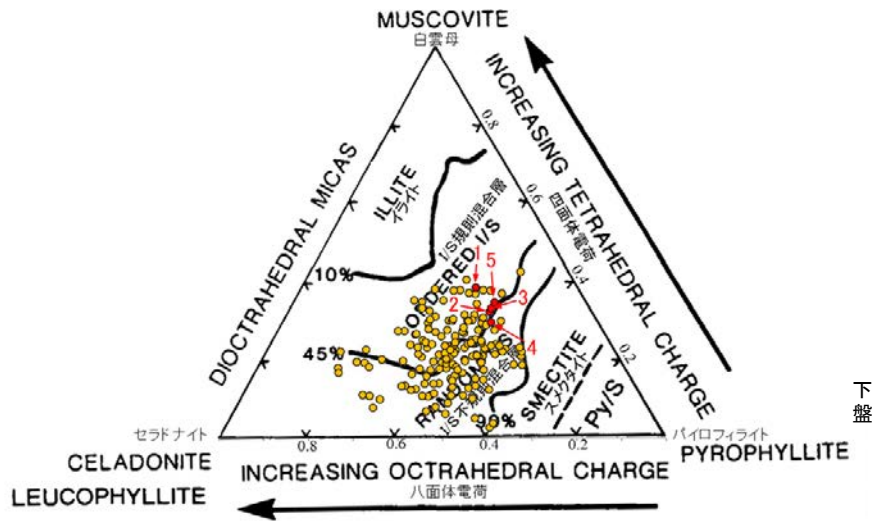 MUSCOVITE
白雲母
INCREASING TETRAHEDRAL CHARGE
四面体電荷
DIOCTRAHEDRAL MICAS
0.8
0.6
0.4
0.2
ILLITE
イライト
I/S規則混合層
ORDERED I/S
10%
45%
90%
1
5
2
3
4
I/S不規則混合層
SMECTITE
スメクタイト
Py/S
下盤
セラドナイト
0.8
0.6
0.4
0.2
パイロフィライト
CELADONITE
INCREASING OCTRAHEDRAL CHARGE
PYROPHYLLITE
八面体電荷
LEUCOPHYLLITE